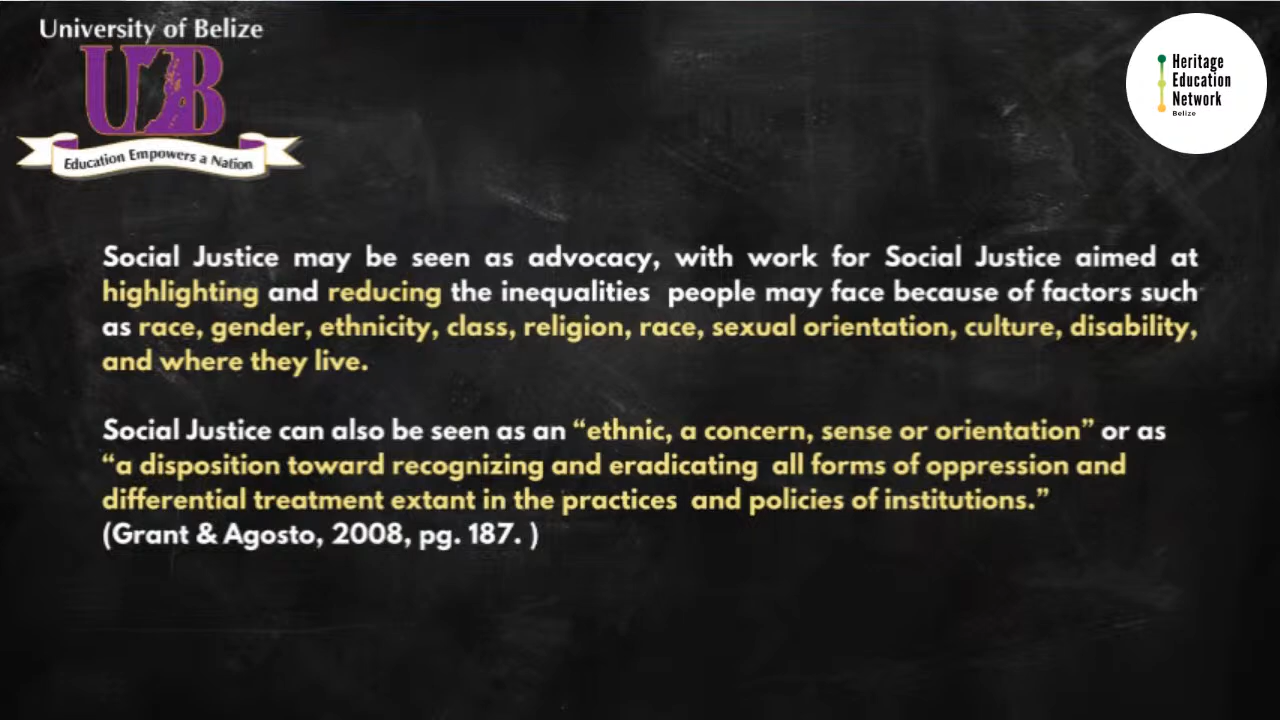 University of Belize
UB
Education Empowers a Nation
Heritage
Education
Network
Belize
Social Justice may be seen as advocacy, with work for Social Justice aimed at
highlighting and reducing the inequalities people may face because of factors such
as race, gender, ethnicity, class, religion, race, sexual orientation, culture, disability,
and where they live.
Social Justice can also be seen as an “ethnic, a concern, sense or orientation” or as
“a disposition toward recognizing and eradicating all forms of oppression and
differential treatment extant in the practices and policies of institutions.”
(Grant & Agosto, 2008, pg. 187. )